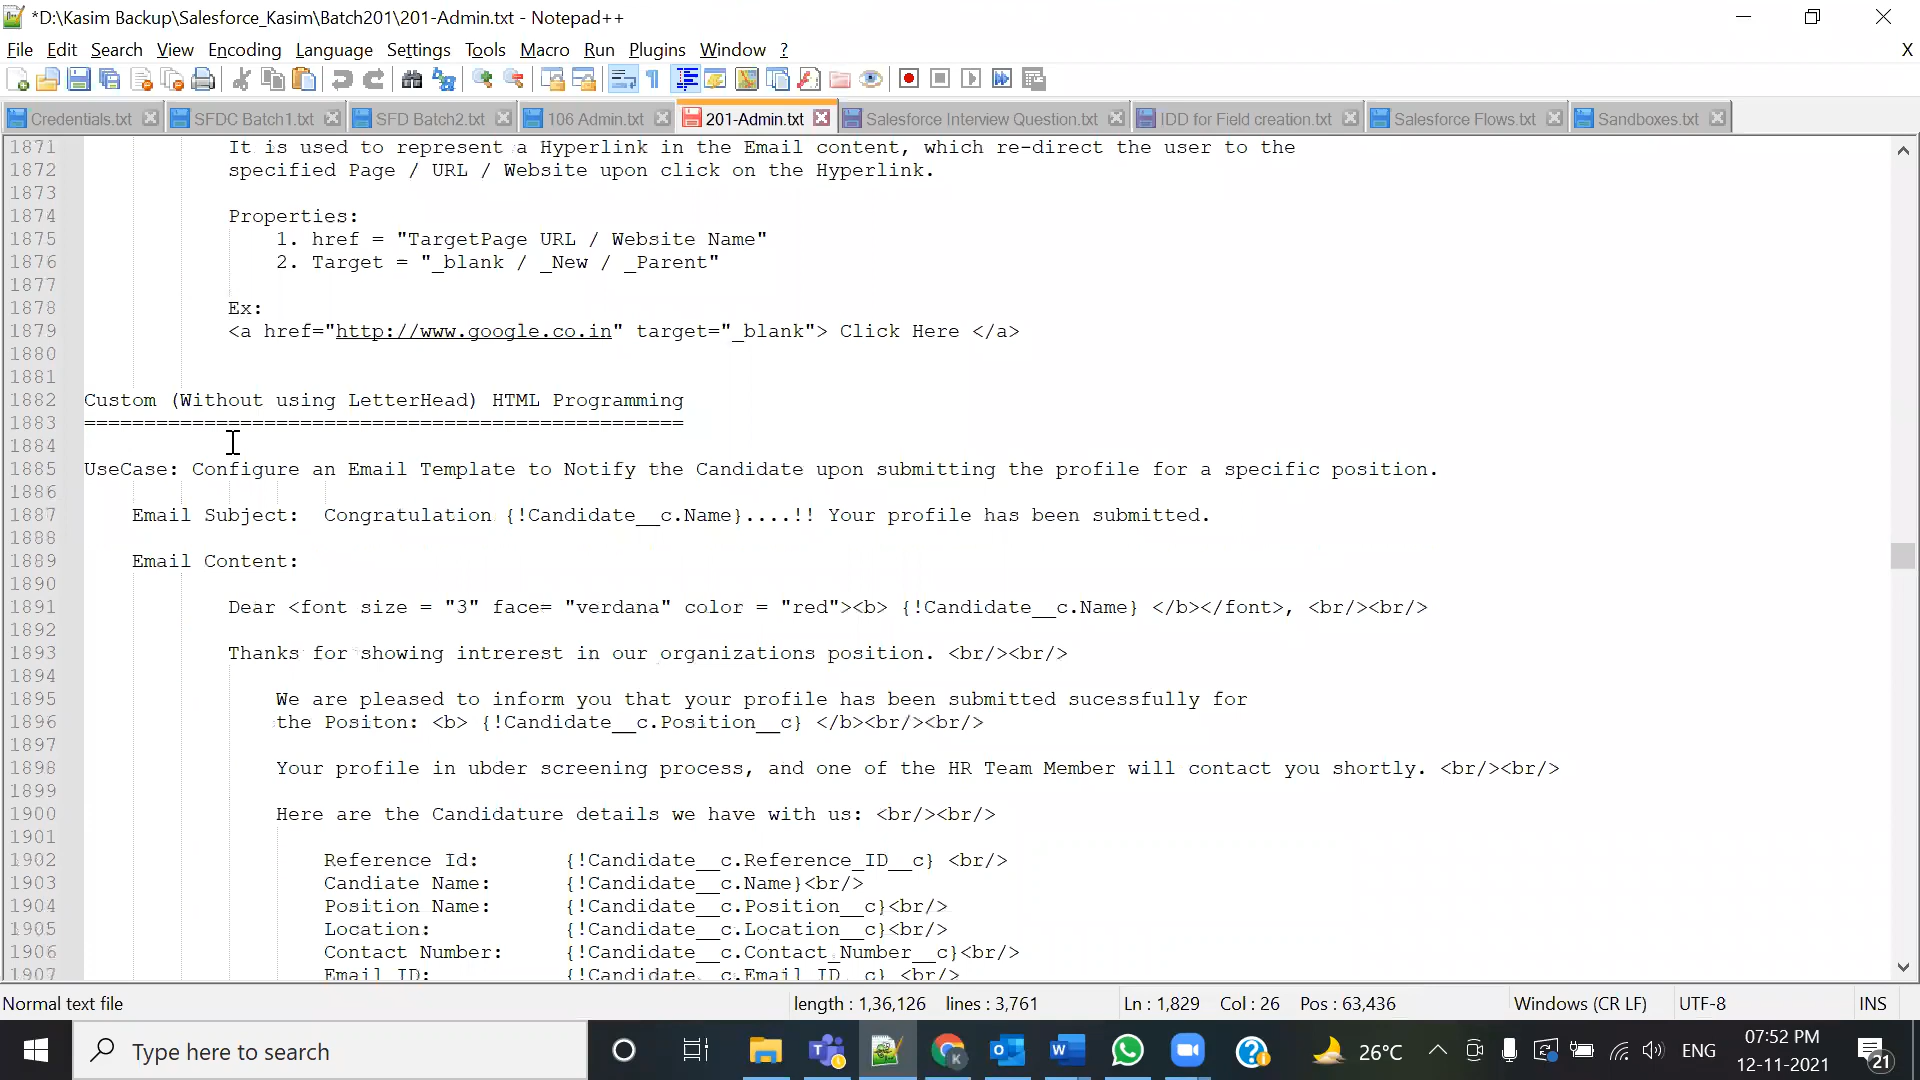 *D:\Kasim Backup\Salesforce_Kasim\Batch201\201-Admin.txt - Notepad++
File Edit Search View Encoding Language Settings Tools Macro Run Plugins Window ? X
Credentials.txt SFDC Batch1.txt SFD Batch2.txt 106 Admin.txt 201-Admin.txt Salesforce Interview Question.txt IDD for Field creation.txt Salesforce Flows.txt Sandboxes.txt
1871 It is used to represent a Hyperlink in the Email content, which re-direct the user to the
1872 specified Page / URL / Website upon click on the Hyperlink.
1873
1874 Properties:
1875 1. href = "TargetPage URL / Website Name"
1876 2. Target = "_blank / _New / _Parent"
1877
1878 Ex:
1879 <a href="http://www.google.co.in" target="_blank"> Click Here </a>
1880
1881
1882 Custom (Without using LetterHead) HTML Programming
1883 ==================================================
1884
1885 UseCase: Configure an Email Template to Notify the Candidate upon submitting the profile for a specific position.
1886
1887 Email Subject: Congratulation {!Candidate__c.Name}....!! Your profile has been submitted.
1888
1889 Email Content:
1890
1891 Dear <font size = "3" face= "verdana" color = "red"><b> {!Candidate__c.Name} </b></font>, <br/><br/>
1892
1893 Thanks for showing intrerest in our organizations position. <br/><br/>
1894
1895 We are pleased to inform you that your profile has been submitted sucessfully for
1896 the Positon: <b> {!Candidate__c.Position__c} </b><br/><br/>
1897
1898 Your profile in ubder screening process, and one of the HR Team Member will contact you shortly. <br/><br/>
1899
1900 Here are the Candidature details we have with us: <br/><br/>
1901
1902 Reference Id: {!Candidate__c.Reference_ID__c} <br/>
1903 Candiate Name: {!Candidate__c.Name}<br/>
1904 Position Name: {!Candidate__c.Position__c}<br/>
1905 Location: {!Candidate__c.Location__c}<br/>
1906 Contact Number: {!Candidate__c.Contact_Number__c}<br/>
1907 Email ID: {!Candidate__c.Email_ID__c} <br/>
Normal text file length : 1,36,126 lines : 3,761 Ln : 1,829 Col : 26 Pos : 63,436 Windows (CR LF) UTF-8 INS
Type here to search 26°C ENG 07:52 PM
12-11-2021 21